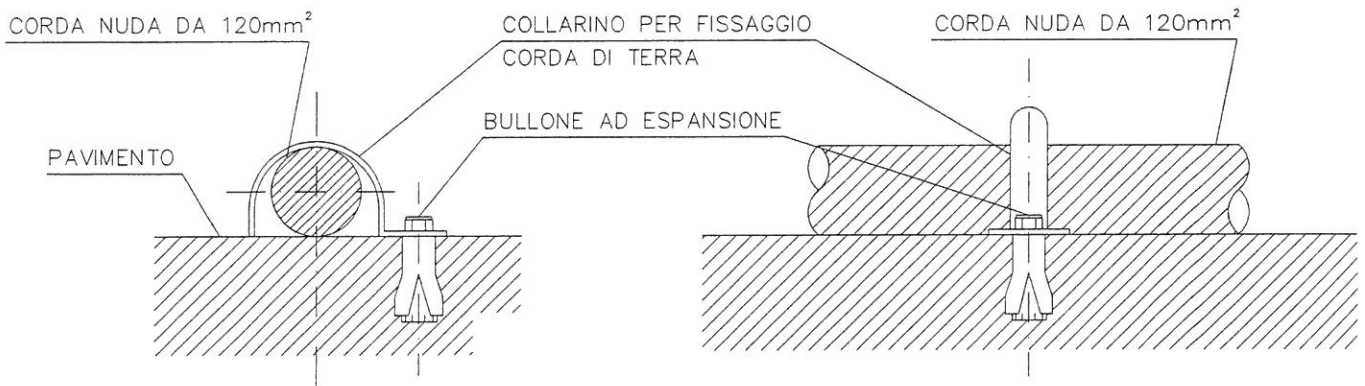 CORDA NUDA DA 120mm²
COLLARINO PER FISSAGGIO
CORDA DI TERRA
CORDA NUDA DA 120mm²
BULLONE AD ESPANSIONE
PAVIMENTO